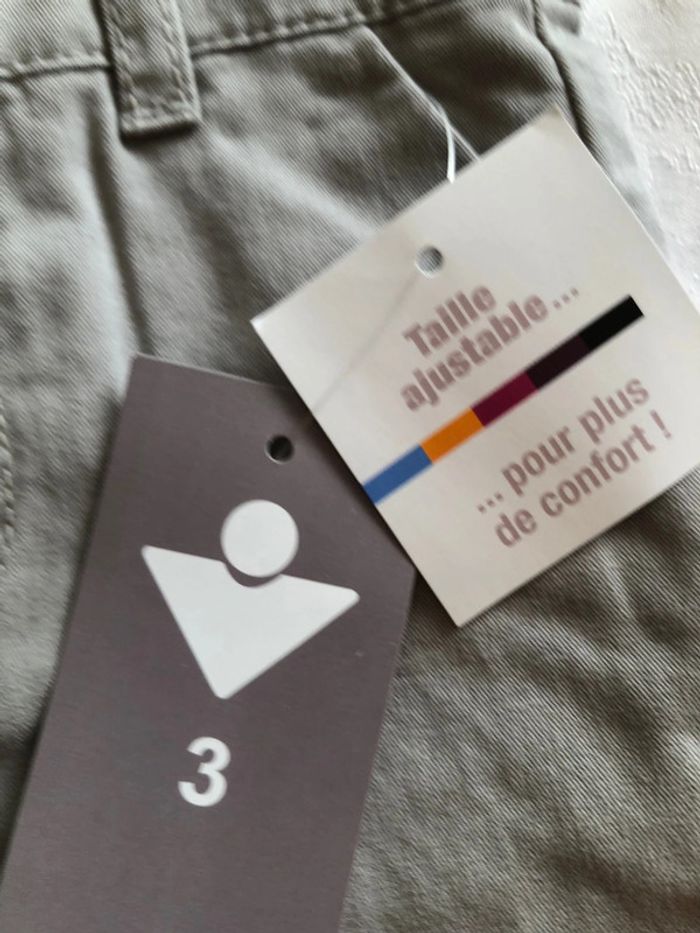 Taille
ajustable...
... pour plus
de confort !
3